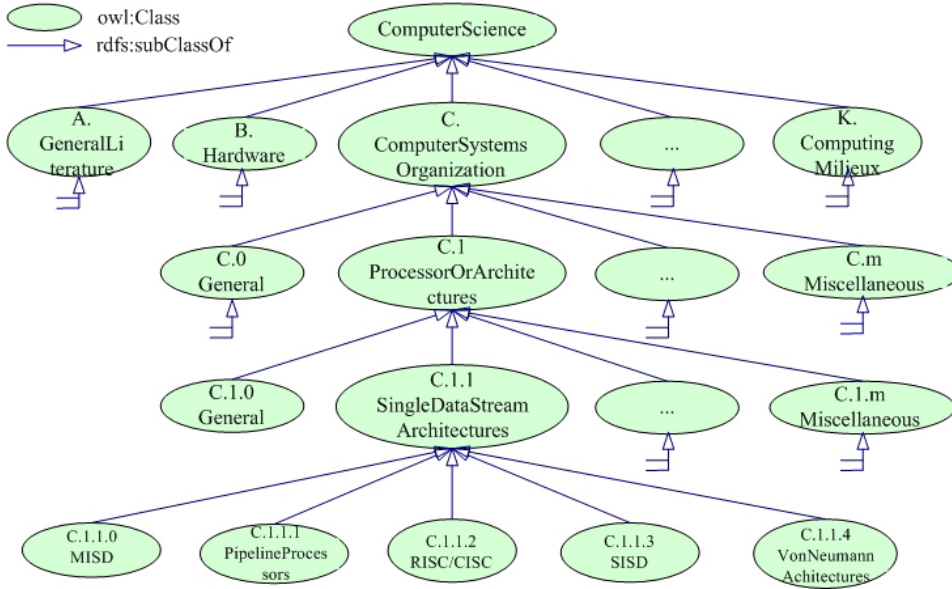 owl:Class
rdfs:subClassOf
ComputerScience
A.
GeneralLi
terature
B.
Hardware
C.
ComputerSystems
Organization
...
K.
Computing
Milieux
C.0
General
C.1
ProcessorOrArchite
ctures
...
C.m
Miscellaneous
C.1.0
General
C.1.1
SingleDataStream
Architectures
...
C.1.m
Miscellaneous
C.1.1.0
MISD
C.1.1.1
PipelineProces
sors
C.1.1.2
RISC/CISC
C.1.1.3
SISD
C.1.1.4
VonNeumann
Achitectures